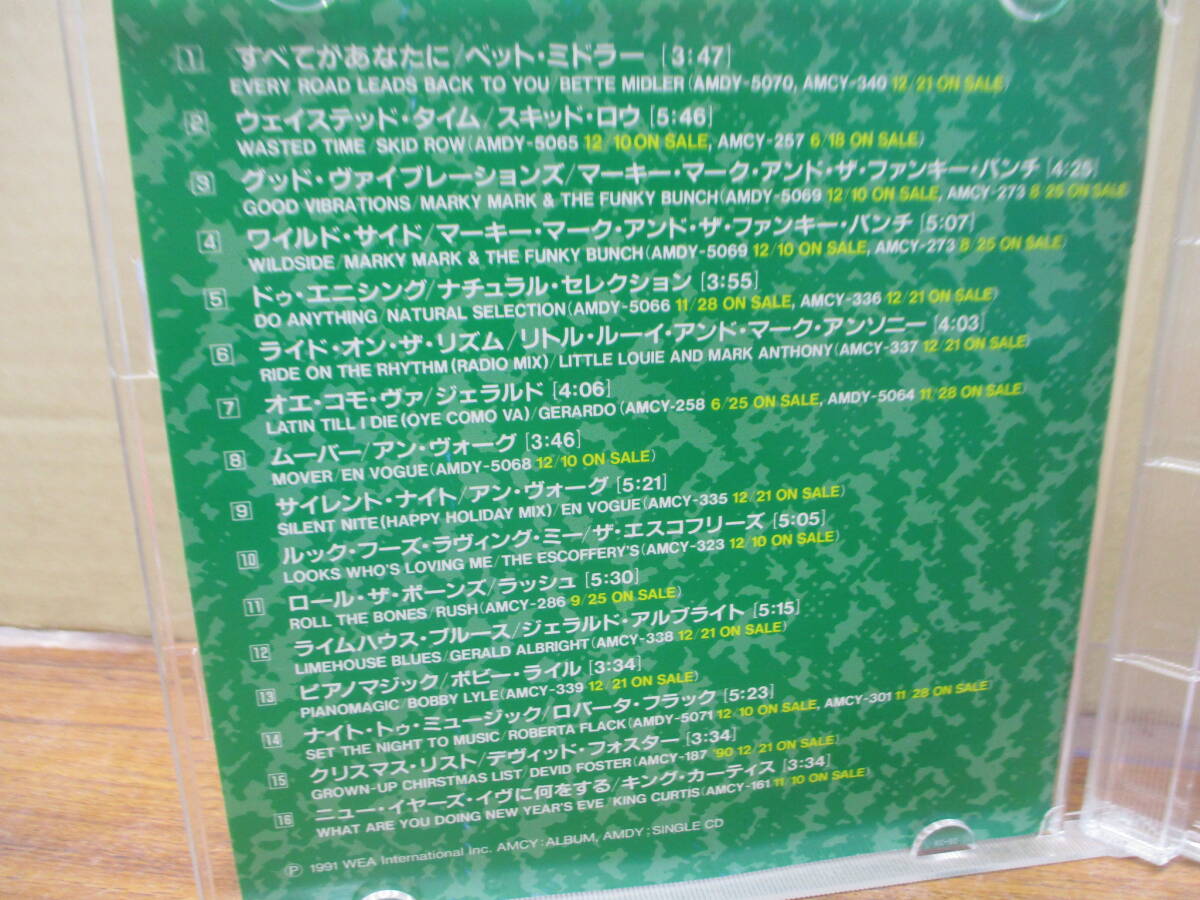 1 すべてがあなたに/ベット・ミドラー [3:47]
EVERY ROAD LEADS BACK TO YOU/BETTE MIDLER(AMDY-5070, AMCY-340 12/21 ON SALE)
2 ウェイステッド・タイム/スキッド・ロウ [5:46]
WASTED TIME/SKID ROW(AMDY-5065 12/10 ON SALE, AMCY-257 6/18 ON SALE)
3 グッド・ヴァイブレーションズ/マーキー・マーク・アンド・ザ・ファンキー・バンチ [4:25]
GOOD VIBRATIONS/MARKY MARK & THE FUNKY BUNCH(AMDY-5069 12/10 ON SALE, AMCY-273 8/25 ON SALE
4 ワイルド・サイド/マーキー・マーク・アンド・ザ・ファンキー・バンチ [5:07]
WILDSIDE/MARKY MARK & THE FUNKY BUNCH(AMDY-5069 12/10 ON SALE, AMCY-273 8/25 ON SALE)
5 ドゥ・エニシング/ナチュラル・セレクション [3:55]
DO ANYTHING/NATURAL SELECTION(AMDY-5066 11/28 ON SALE, AMCY-336 12/21 ON SALE)
6 ライド・オン・ザ・リズム/リトル・ルーイ・アンド・マーク・アンソニー [4:03]
RIDE ON THE RHYTHM(RADIO MIX)/LITTLE LOUIE AND MARK ANTHONY(AMCY-337 12/21 ON SALE)
7 オエ・コモ・ヴァ/ジェラルド [4:06]
LATIN TILL I DIE(OYE COMO VA)/GERARDO(AMCY-258 6/25 ON SALE, AMDY-5064 11/28 ON SALE)
8 ムーバー/アン・ヴォーグ [3:46]
MOVER/EN VOGUE(AMDY-5068 12/10 ON SALE)
9 サイレント・ナイト/アン・ヴォーグ [5:21]
SILENT NITE(HAPPY HOLIDAY MIX)/EN VOGUE(AMCY-335 12/21 ON SALE)
10 ルック・フーズ・ラヴィング・ミー/ザ・エスコフリーズ [5:05]
LOOKS WHO'S LOVING ME/THE ESCOFFERY'S(AMCY-323 12/10 ON SALE)
11 ロール・ザ・ボーンズ/ラッシュ [5:30]
ROLL THE BONES/RUSH(AMCY-286 9/25 ON SALE)
12 ライムハウス・ブルース/ジェラルド・アルブライト [5:15]
LIMEHOUSE BLUES/GERALD ALBRIGHT(AMCY-338 12/21 ON SALE)
13 ピアノマジック/ボビー・ライル [3:34]
PIANOMAGIC/BOBBY LYLE(AMCY-339 12/21 ON SALE)
14 ナイト・トゥ・ミュージック/ロバータ・フラック [5:23]
SET THE NIGHT TO MUSIC/ROBERTA FLACK(AMDY-5071 12/10 ON SALE, AMCY-301 11/28 ON SALE)
15 クリスマス・リスト/デヴィッド・フォスター [3:34]
GROWN-UP CHIRSTMAS LIST/DEVID FOSTER(AMCY-187 '90 12/21 ON SALE)
16 ニュー・イヤーズ・イヴに何をする/キング・カーティス [3:34]
WHAT ARE YOU DOING NEW YEAR'S EVE/KING CURTIS(AMCY-161 11/10 ON SALE)
Ⓟ 1991 WEA International Inc. AMCY:ALBUM, AMDY;SINGLE CD